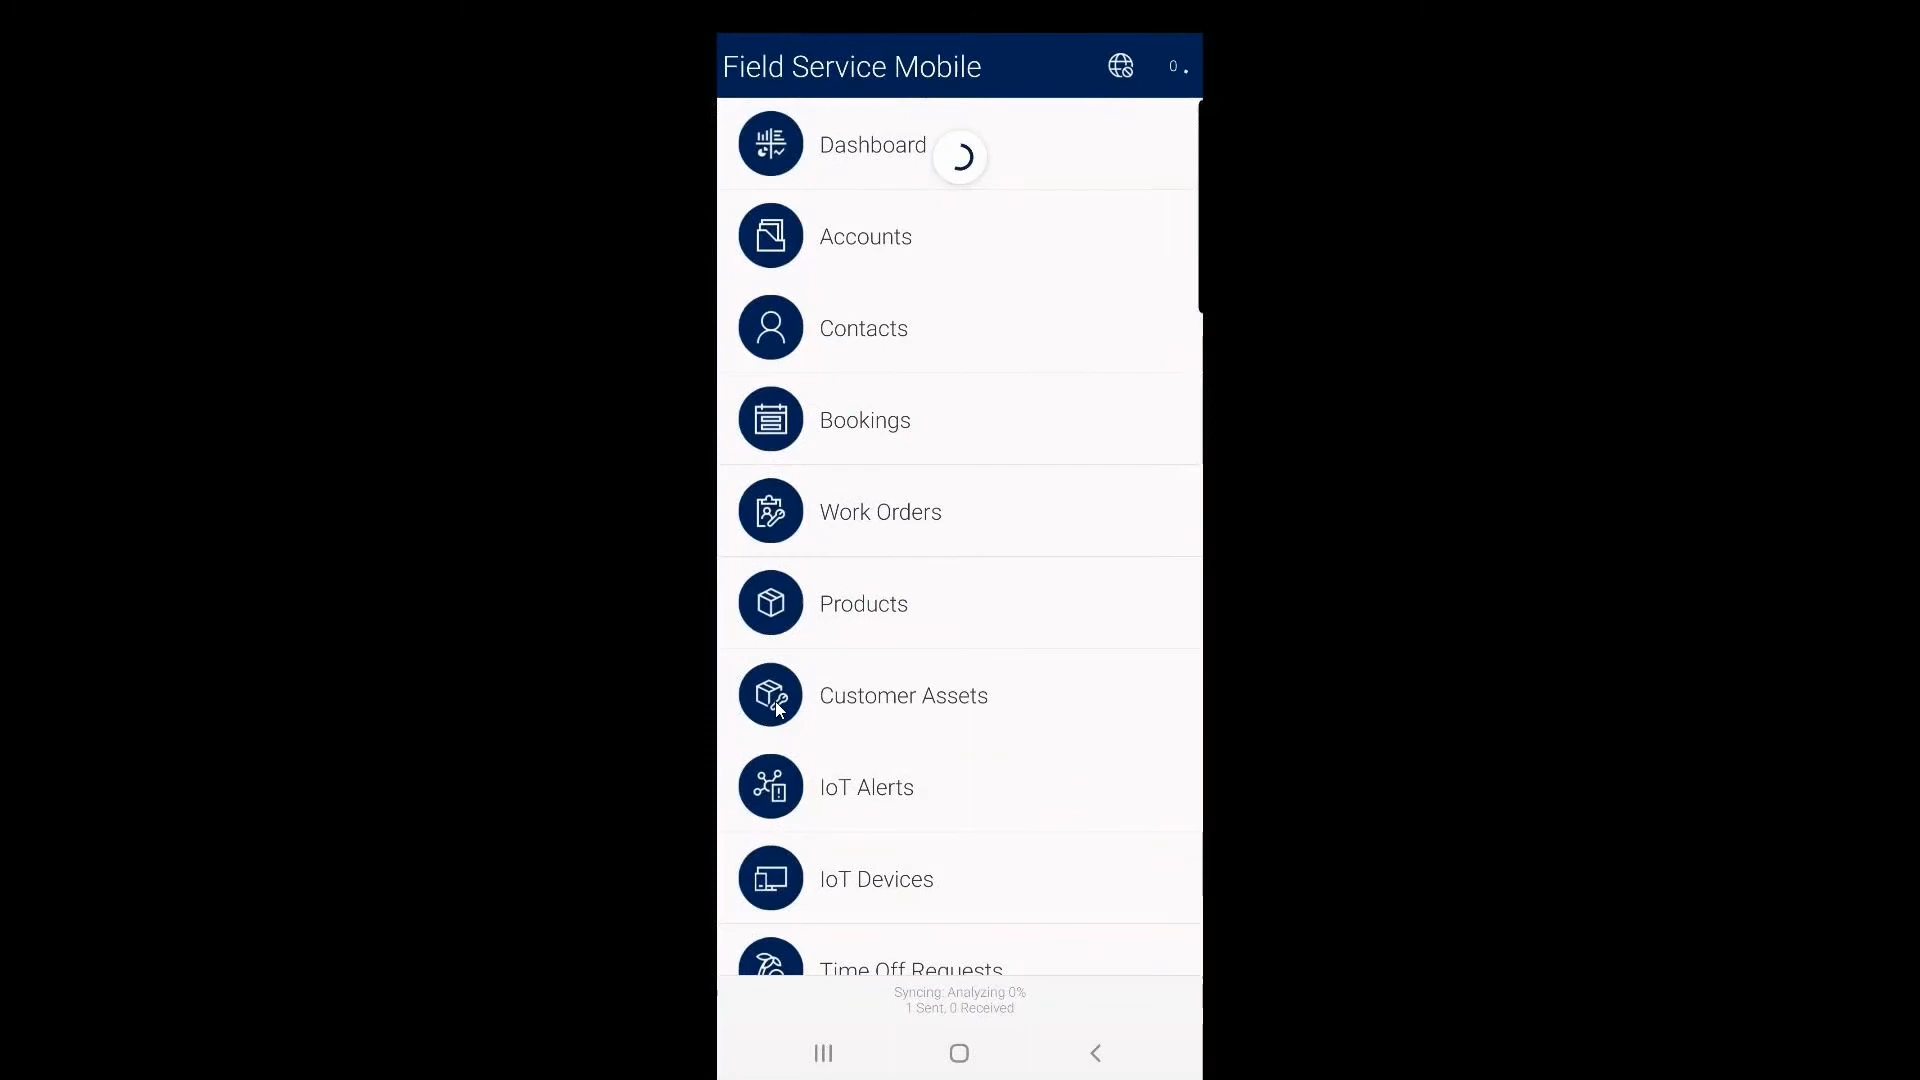 Field Service Mobile
0
Dashboard
Accounts
Contacts
Bookings
Work Orders
Products
Customer Assets
IoT Alerts
IoT Devices
Time Off Requests
Syncing: Analyzing 0%
1 Sent, 0 Received